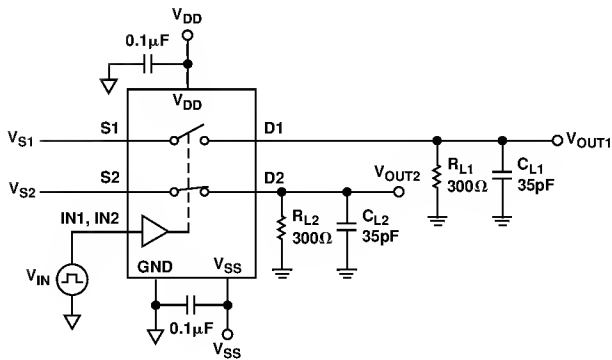 VDD
0.1µF
VDD
VS1
S1
D1
VOUT1
RL1
300Ω
CL1
35pF
VS2
S2
D2
VOUT2
RL2
300Ω
CL2
35pF
IN1, IN2
VIN
GND
VSS
0.1µF
VSS